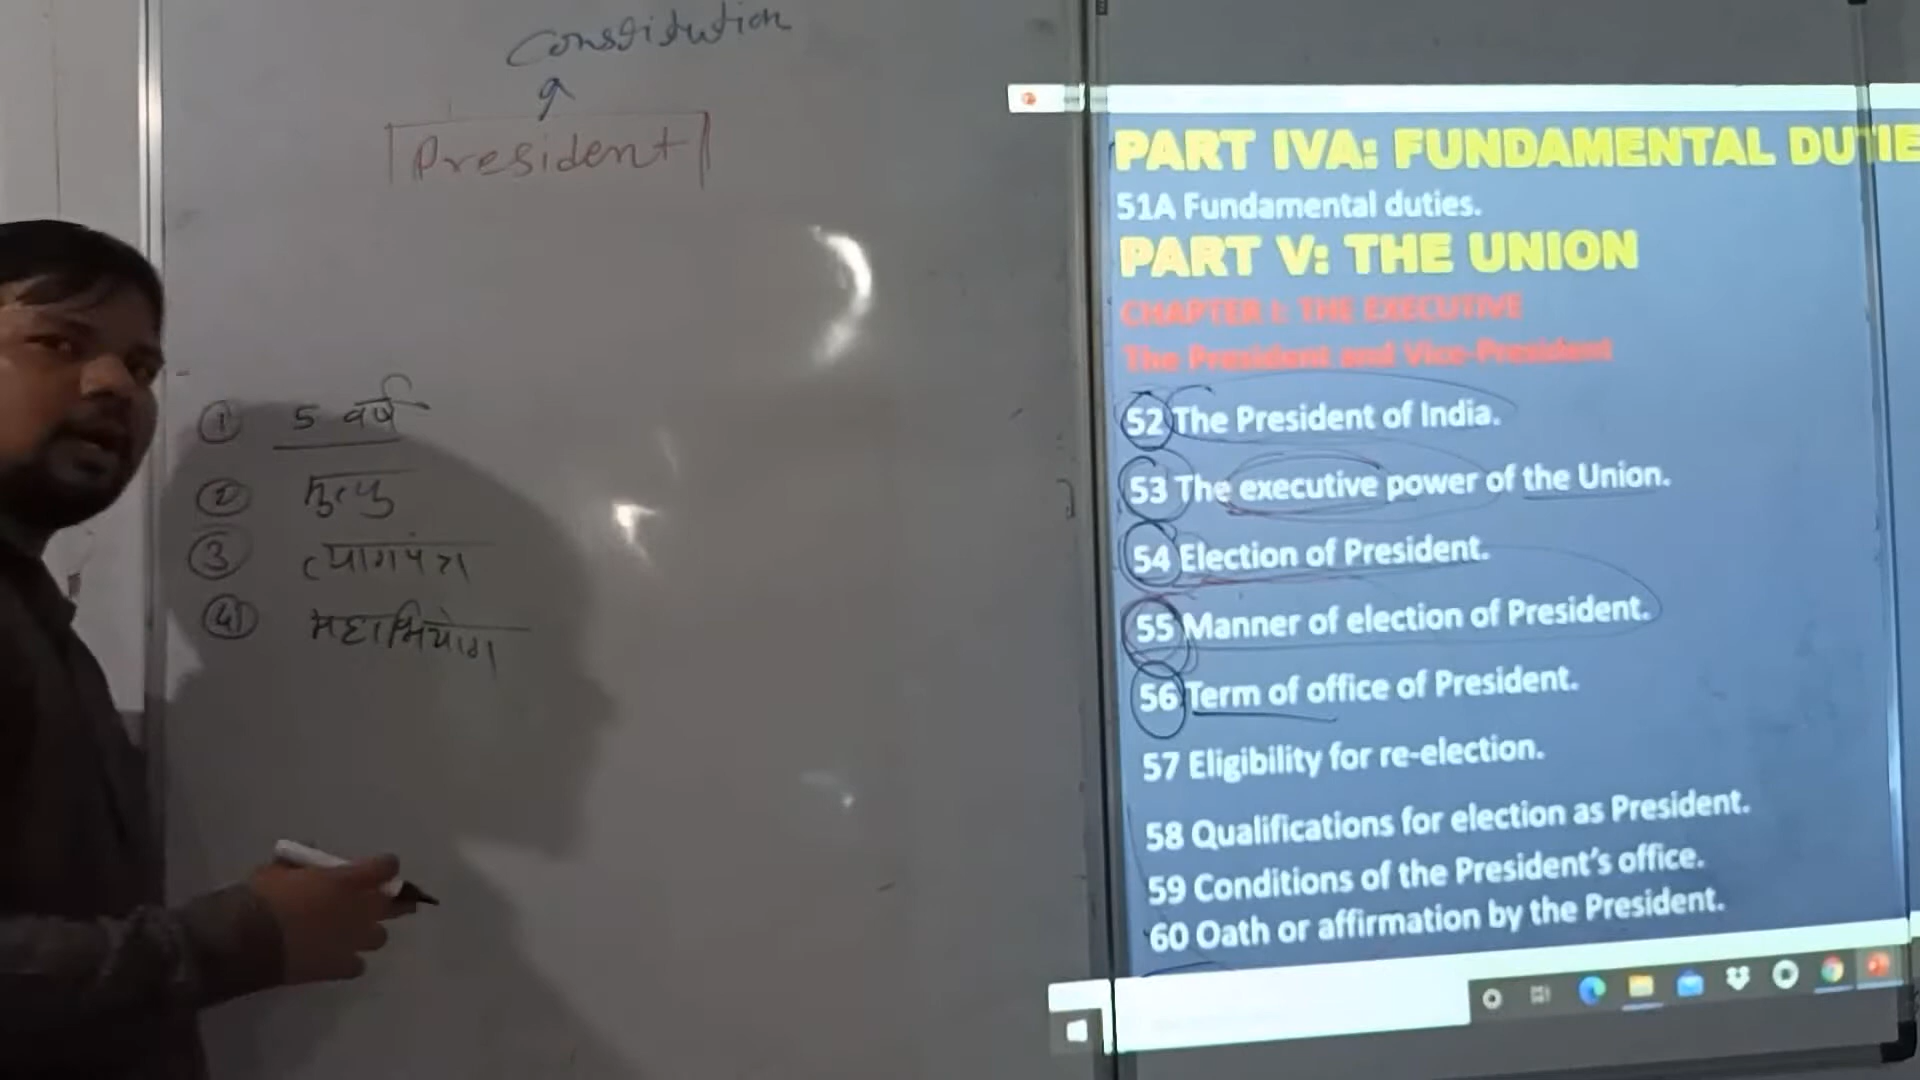 Constitution
President
① 5 वर्ष
② मृत्यु
③ त्यागपत्र
④ महाभियोग
PART IVA: FUNDAMENTAL DUTIE
51A Fundamental duties.
PART V: THE UNION
CHAPTER I: THE EXECUTIVE
The President and Vice-President
52 The President of India.
53 The executive power of the Union.
54 Election of President.
55 Manner of election of President.
56 Term of office of President.
57 Eligibility for re-election.
58 Qualifications for election as President.
59 Conditions of the President's office.
60 Oath or affirmation by the President.